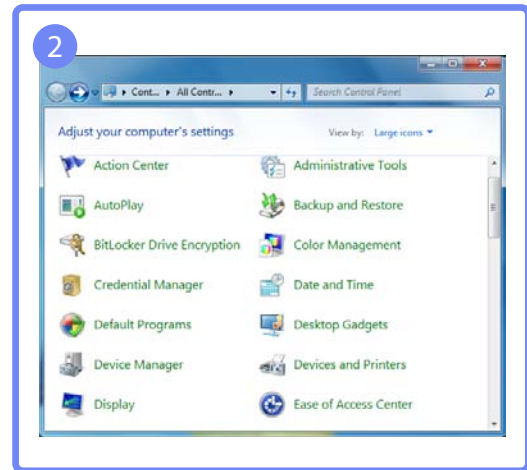 2
Cont... All Contr...
Search Control Panel
Adjust your computer's settings
View by: Large icons
Action Center
Administrative Tools
AutoPlay
Backup and Restore
BitLocker Drive Encryption
Color Management
Credential Manager
Date and Time
Default Programs
Desktop Gadgets
Device Manager
Devices and Printers
Display
Ease of Access Center